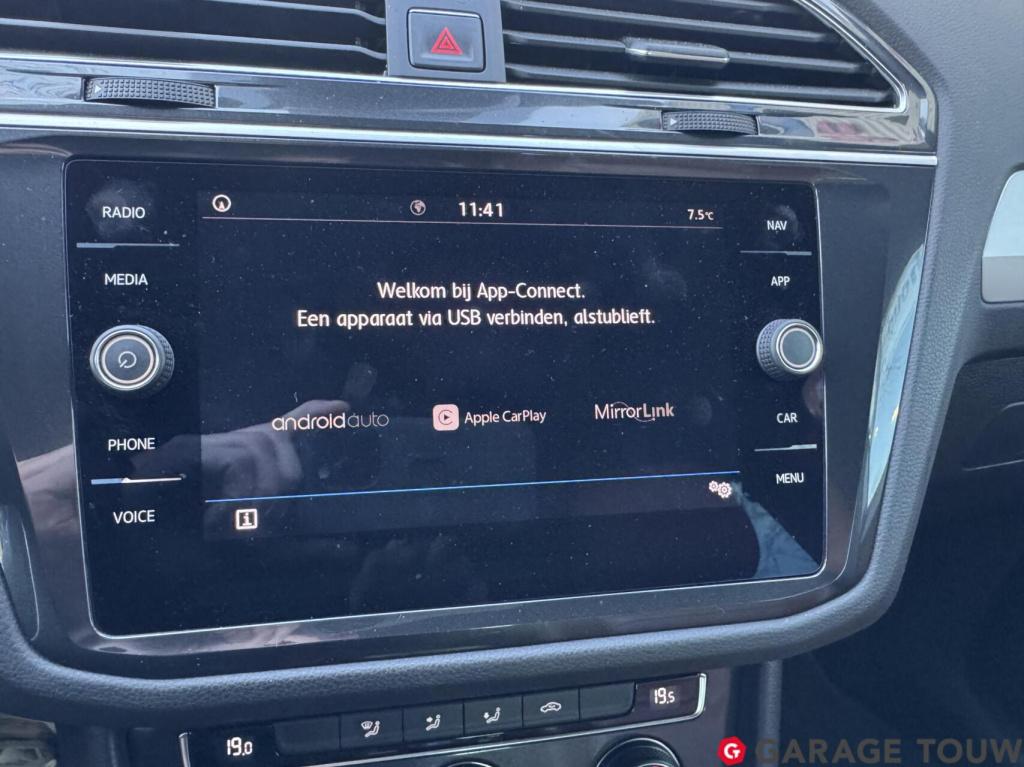 RADIO
MEDIA
PHONE
VOICE
11:41
7.5°C
Welkom bij App-Connect.
Een apparaat via USB verbinden, alstublieft.
androidauto
Apple CarPlay
MirrorLink
i
NAV
APP
CAR
MENU
19.0
19.5
GARAGE TOUW